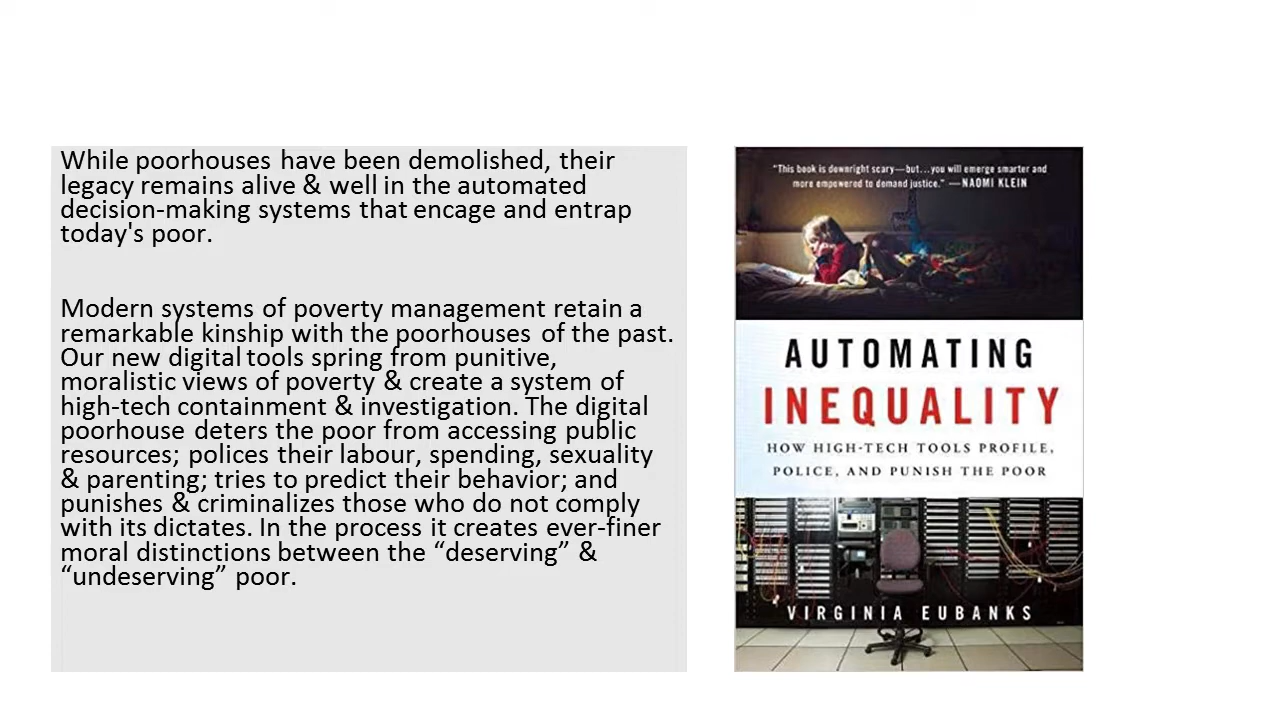 While poorhouses have been demolished, their
legacy remains alive & well in the automated
decision-making systems that encage and entrap
today's poor.
Modern systems of poverty management retain a
remarkable kinship with the poorhouses of the past.
Our new digital tools spring from punitive,
moralistic views of poverty & create a system of
high-tech containment & investigation. The digital
poorhouse deters the poor from accessing public
resources; polices their labour, spending, sexuality
& parenting; tries to predict their behavior; and
punishes & criminalizes those who do not comply
with its dictates. In the process it creates ever-finer
moral distinctions between the “deserving” &
“undeserving” poor.
"This book is downright scary—but...you will emerge smarter and
more empowered to demand justice." —NAOMI KLEIN
AUTOMATING
INEQUALITY
HOW HIGH-TECH TOOLS PROFILE,
POLICE, AND PUNISH THE POOR
VIRGINIA EUBANKS